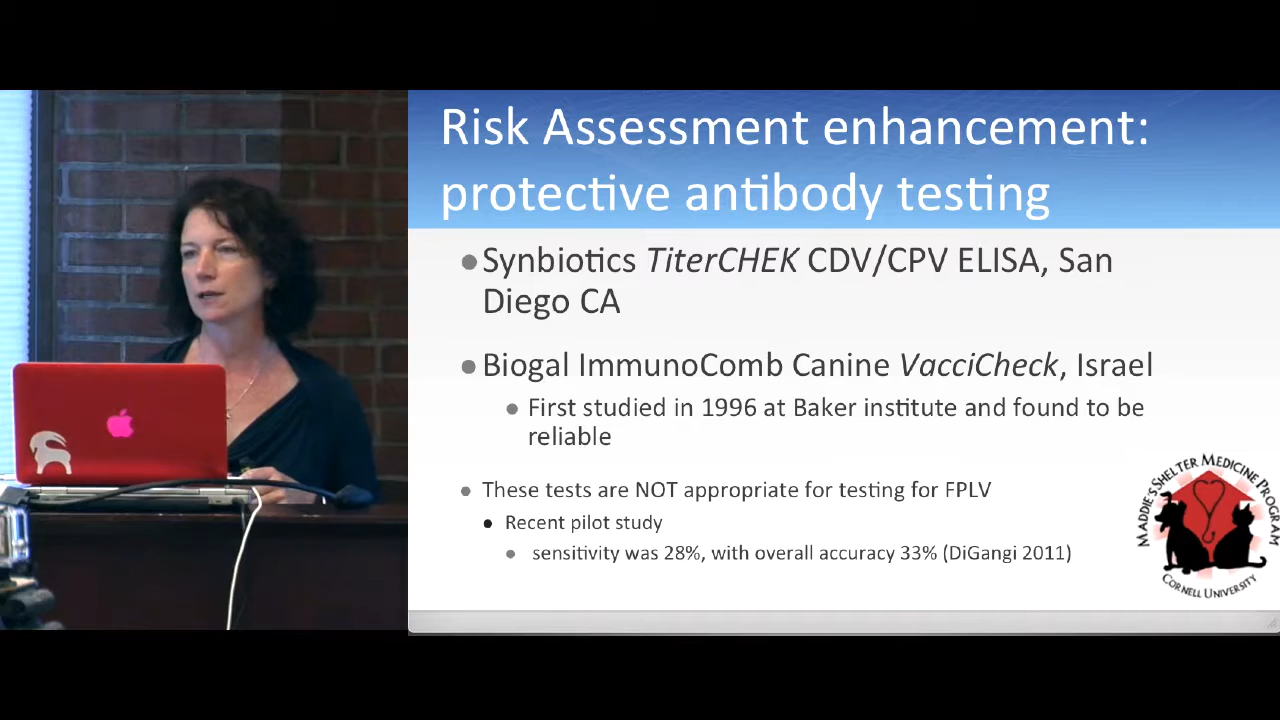 Risk Assessment enhancement:
protective antibody testing
●Synbiotics TiterCHEK CDV/CPV ELISA, San
Diego CA
●Biogal ImmunoComb Canine VacciCheck, Israel
● First studied in 1996 at Baker institute and found to be
reliable
● These tests are NOT appropriate for testing for FPLV
● Recent pilot study
● sensitivity was 28%, with overall accuracy 33% (DiGangi 2011)
MADDIE'S SHELTER MEDICINE PROGRAM
CORNELL UNIVERSITY